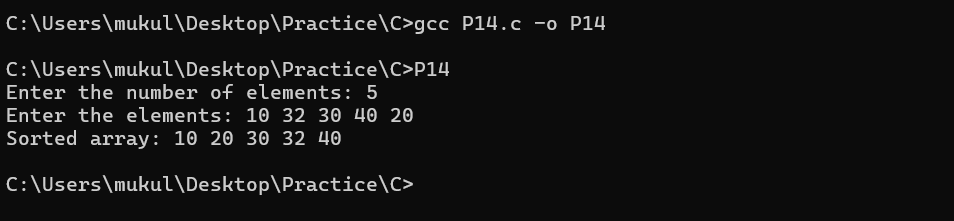 C:\Users\mukul\Desktop\Practice\C>gcc P14.c -o P14
C:\Users\mukul\Desktop\Practice\C>P14
Enter the number of elements: 5
Enter the elements: 10 32 30 40 20
Sorted array: 10 20 30 32 40
C:\Users\mukul\Desktop\Practice\C>